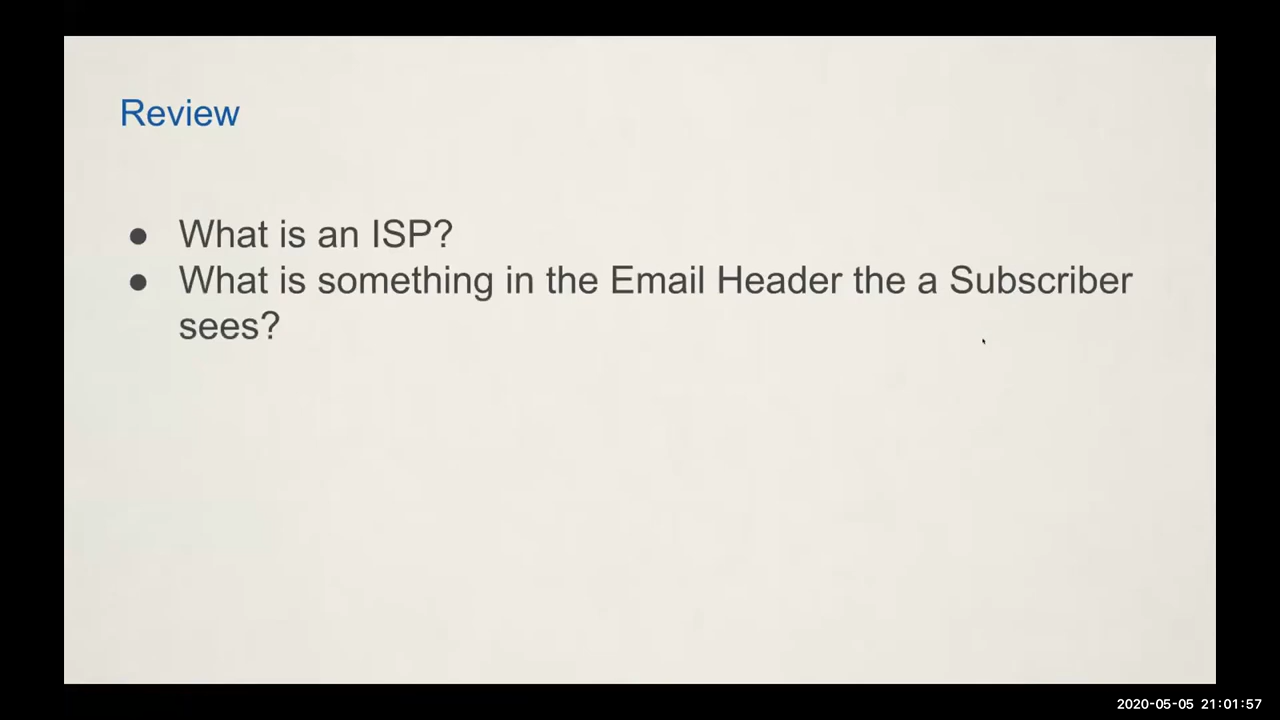 Review
● What is an ISP?
● What is something in the Email Header the a Subscriber
sees?
2020-05-05 21:01:57